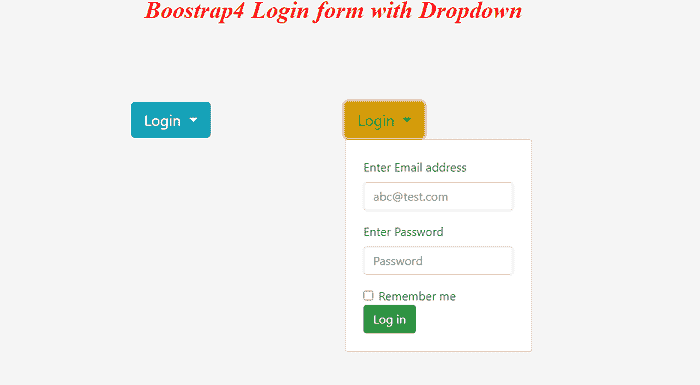 Boostrap4 Login form with Dropdown
Login
Login
Enter Email address
abc@test.com
Enter Password
Password
Remember me
Log in